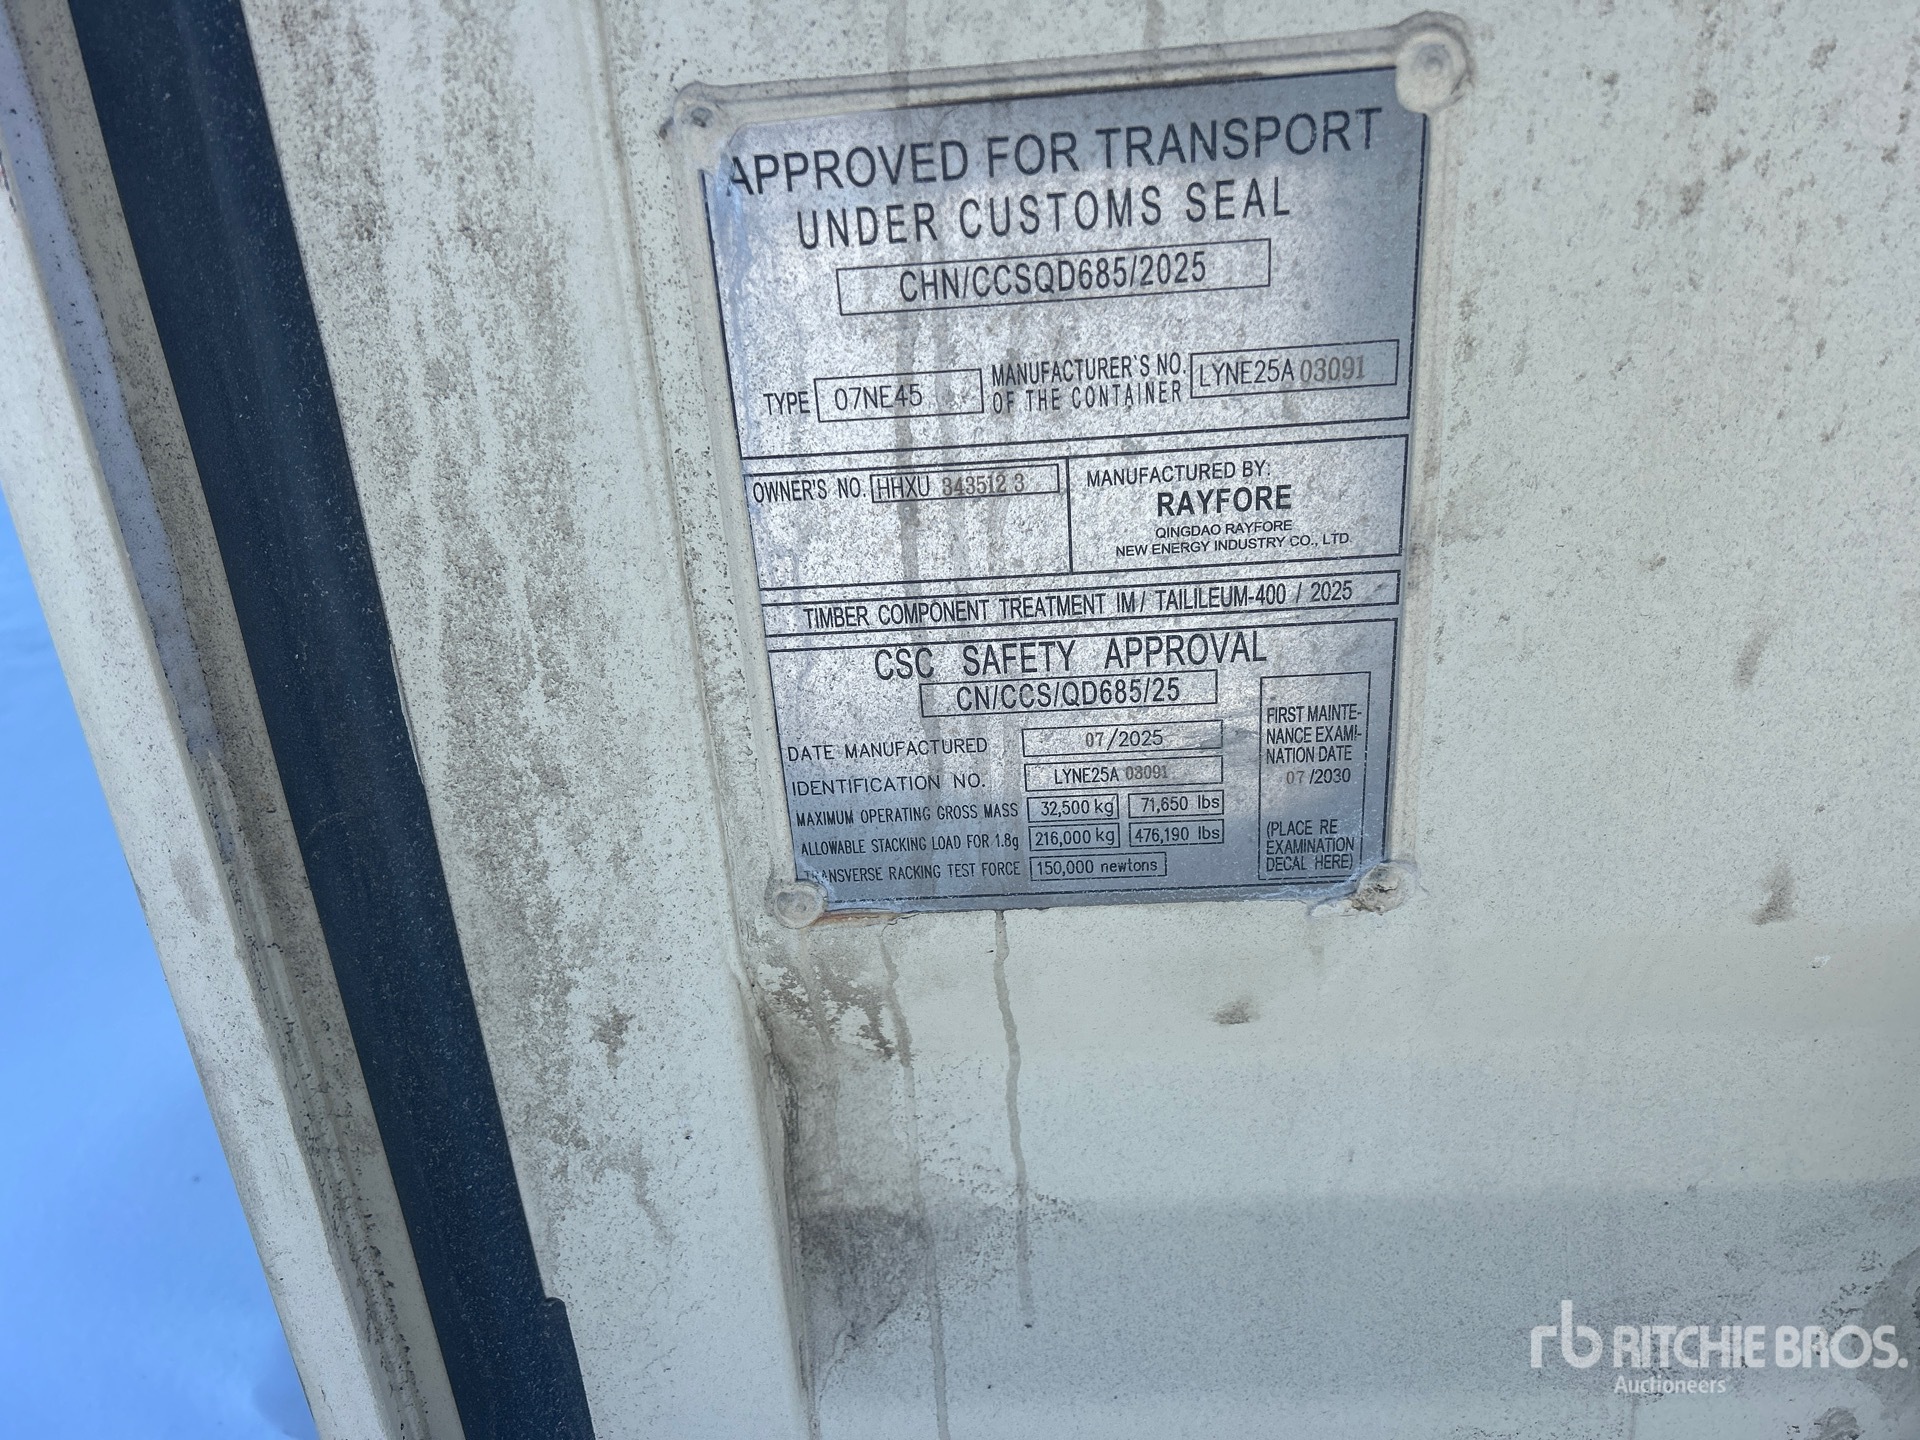 APPROVED FOR TRANSPORT
UNDER CUSTOMS SEAL
CHN/CCSQD685/2025
TYPE 07NE45 MANUFACTURER'S NO. OF THE CONTAINER LYNE25A 03091
OWNER'S NO. HHXU 343512 3
MANUFACTURED BY:
RAYFORE
QINGDAO RAYFORE
NEW ENERGY INDUSTRY CO., LTD.
TIMBER COMPONENT TREATMENT IM/ TAILILEUM-400 / 2025
CSC SAFETY APPROVAL
CN/CCS/QD685/25
DATE MANUFACTURED 07/2025
IDENTIFICATION NO. LYNE25A 03091
MAXIMUM OPERATING GROSS MASS 32,500 kg 71,650 lbs
ALLOWABLE STACKING LOAD FOR 1.8g 216,000 kg 476,190 lbs
TRANSVERSE RACKING TEST FORCE 150,000 newtons
FIRST MAINTE-
NANCE EXAMI-
NATION DATE
07 /2030
(PLACE RE
EXAMINATION
DECAL HERE)
rb RITCHIE BROS.
Auctioneers